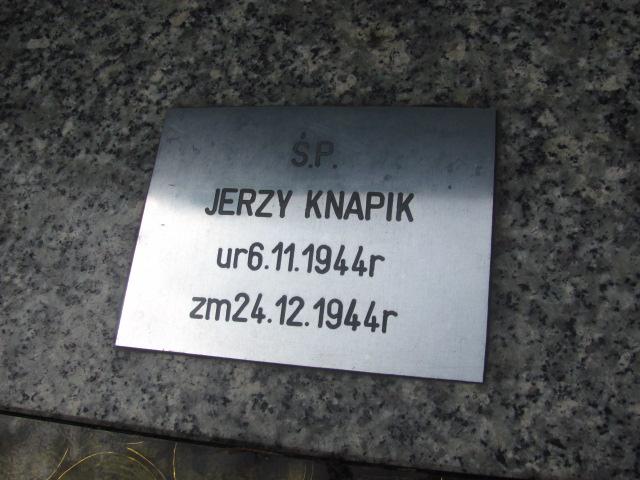 Ś.P.
JERZY KNAPIK
ur6.11.1944r
zm24.12.1944r